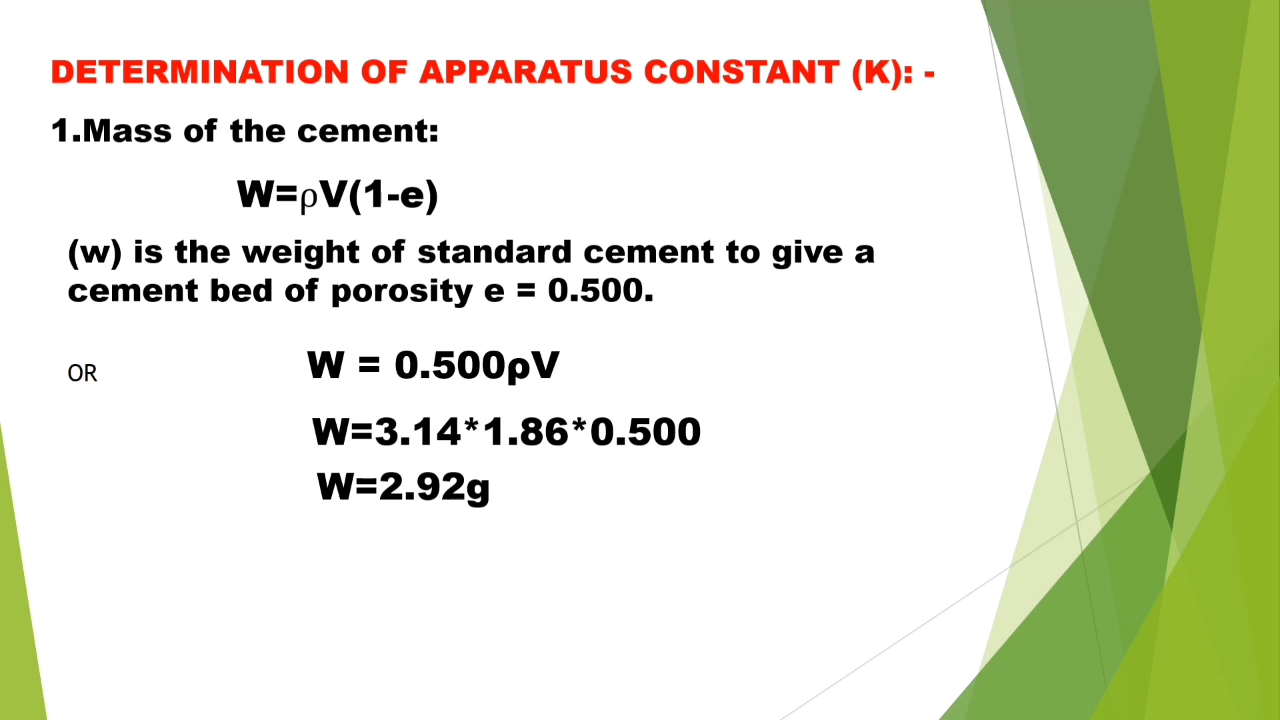 DETERMINATION OF APPARATUS CONSTANT (K): -
1.Mass of the cement:
W=ρV(1-e)
(w) is the weight of standard cement to give a
cement bed of porosity e = 0.500.
OR W = 0.500ρV
W=3.14*1.86*0.500
W=2.92g